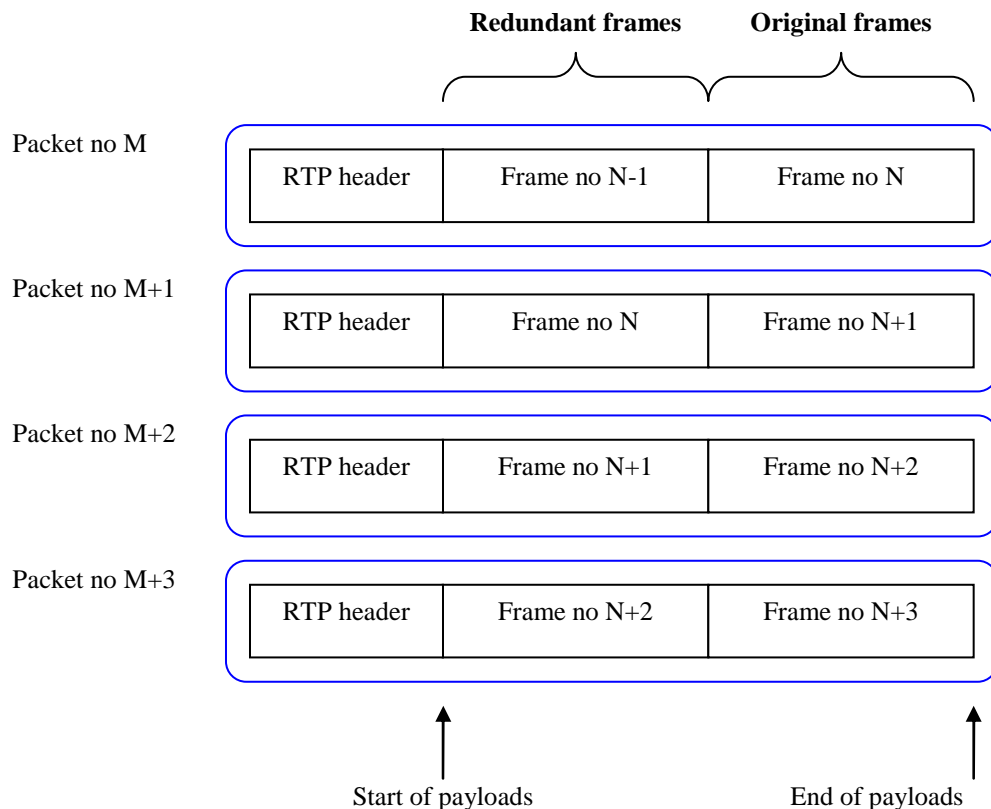 Redundant frames Original frames
Packet no M
RTP header Frame no N-1 Frame no N
Packet no M+1
RTP header Frame no N Frame no N+1
Packet no M+2
RTP header Frame no N+1 Frame no N+2
Packet no M+3
RTP header Frame no N+2 Frame no N+3
Start of payloads End of payloads